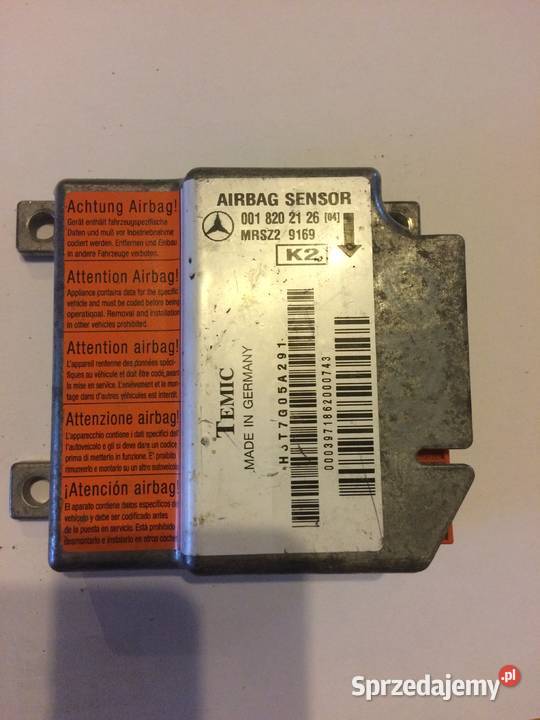 Achtung Airbag!
Gerät enthält fahrzeugspezifische
Daten und muß vor Inbetriebnahme
codiert werden. Entfernen und Einbau
in andere Fahrzeuge verboten.
Attention Airbag!
Appliance contains data for the specific
vehicle and must be coded before being
operational. Removal and installation
in other vehicles prohibited.
Attention airbag!
L'appareil renferme des données spéci-
fiques au véhicule et doit être codé avant
la mise en service. L'enlèvement et le mon-
tage dans d'autres véhicules est interdit.
Attenzione airbag!
L'apparecchio contiene i dati specifici del
l'autoveicolo e gli si deve dare un codice
prima di metterlo in funzione. E' proibito
rimuoverlo e montarlo su un altro autoveicolo
¡Atención airbag!
El aparato contiene datos específicos del
vehículo y debe ser codificado antes
de la puesta en servicio. Está prohibido
desmontarlo e instalarlo en otros coches
AIRBAG SENSOR
001 820 21 26 [04]
MRSZ2 9169
K2
TEMIC
MADE IN GERMANY
H3T7G05A291
0003971862000743
Sprzedajemy.pl